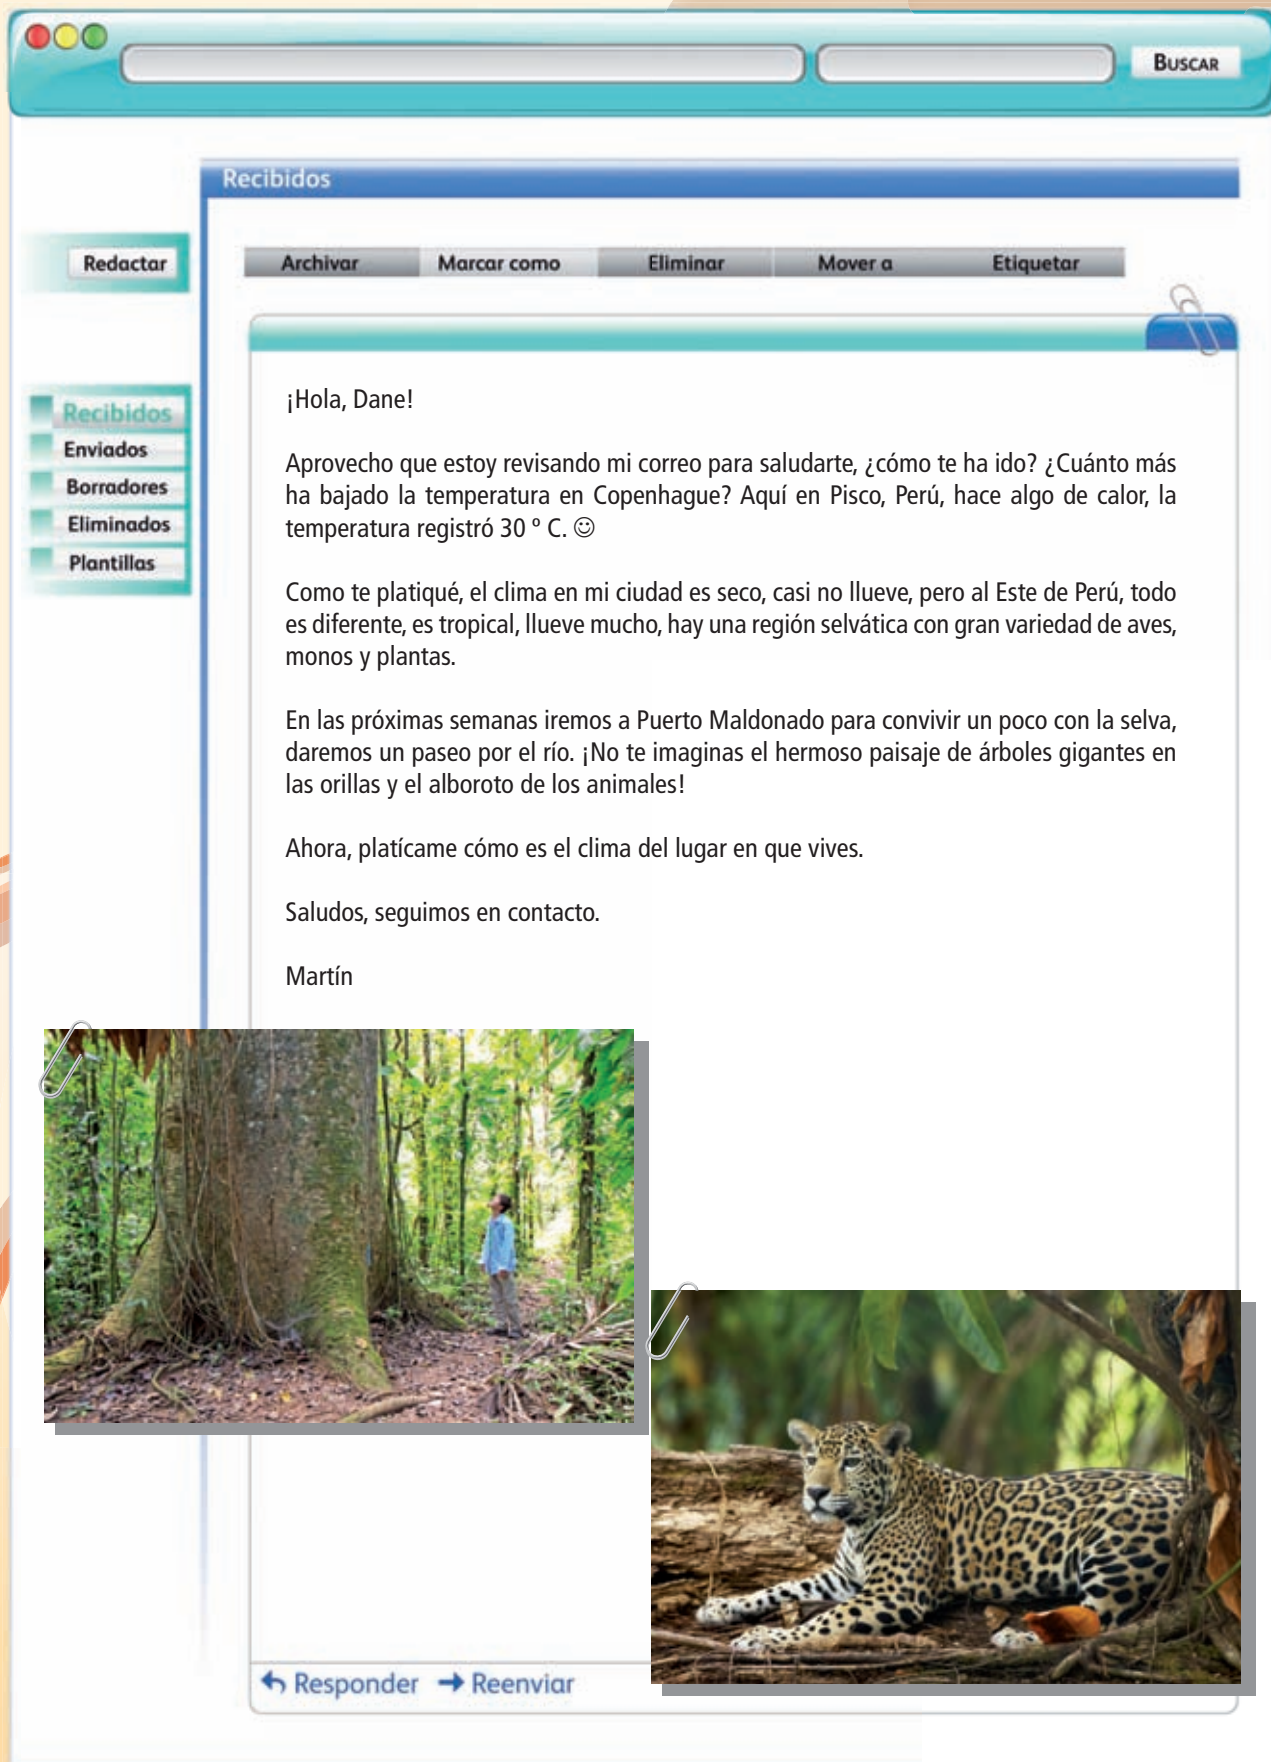 BUSCAR
Recibidos
Redactar
Archivar Marcar como Eliminar Mover a Etiquetar
Recibidos
Enviados
Borradores
Eliminados
Plantillas
¡Hola, Dane!
Aprovecho que estoy revisando mi correo para saludarte, ¿cómo te ha ido? ¿Cuánto más
ha bajado la temperatura en Copenhague? Aquí en Pisco, Perú, hace algo de calor, la
temperatura registró 30 º C. ☺
Como te platiqué, el clima en mi ciudad es seco, casi no llueve, pero al Este de Perú, todo
es diferente, es tropical, llueve mucho, hay una región selvática con gran variedad de aves,
monos y plantas.
En las próximas semanas iremos a Puerto Maldonado para convivir un poco con la selva,
daremos un paseo por el río. ¡No te imaginas el hermoso paisaje de árboles gigantes en
las orillas y el alboroto de los animales!
Ahora, platícame cómo es el clima del lugar en que vives.
Saludos, seguimos en contacto.
Martín
Responder Reenviar